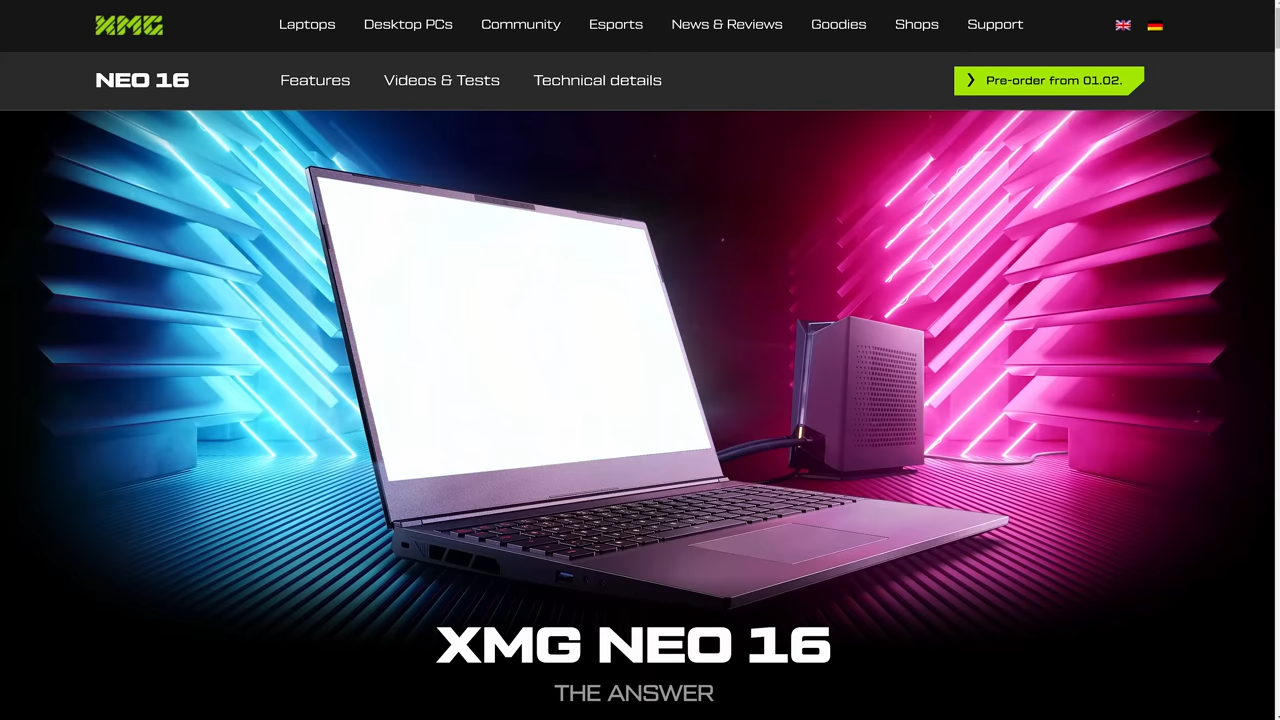 XMG
Laptops Desktop PCs Community Esports News & Reviews Goodies Shops Support
NEO 16
Features Videos & Tests Technical details
Pre-order from 01.02.
XMG NEO 16
THE ANSWER